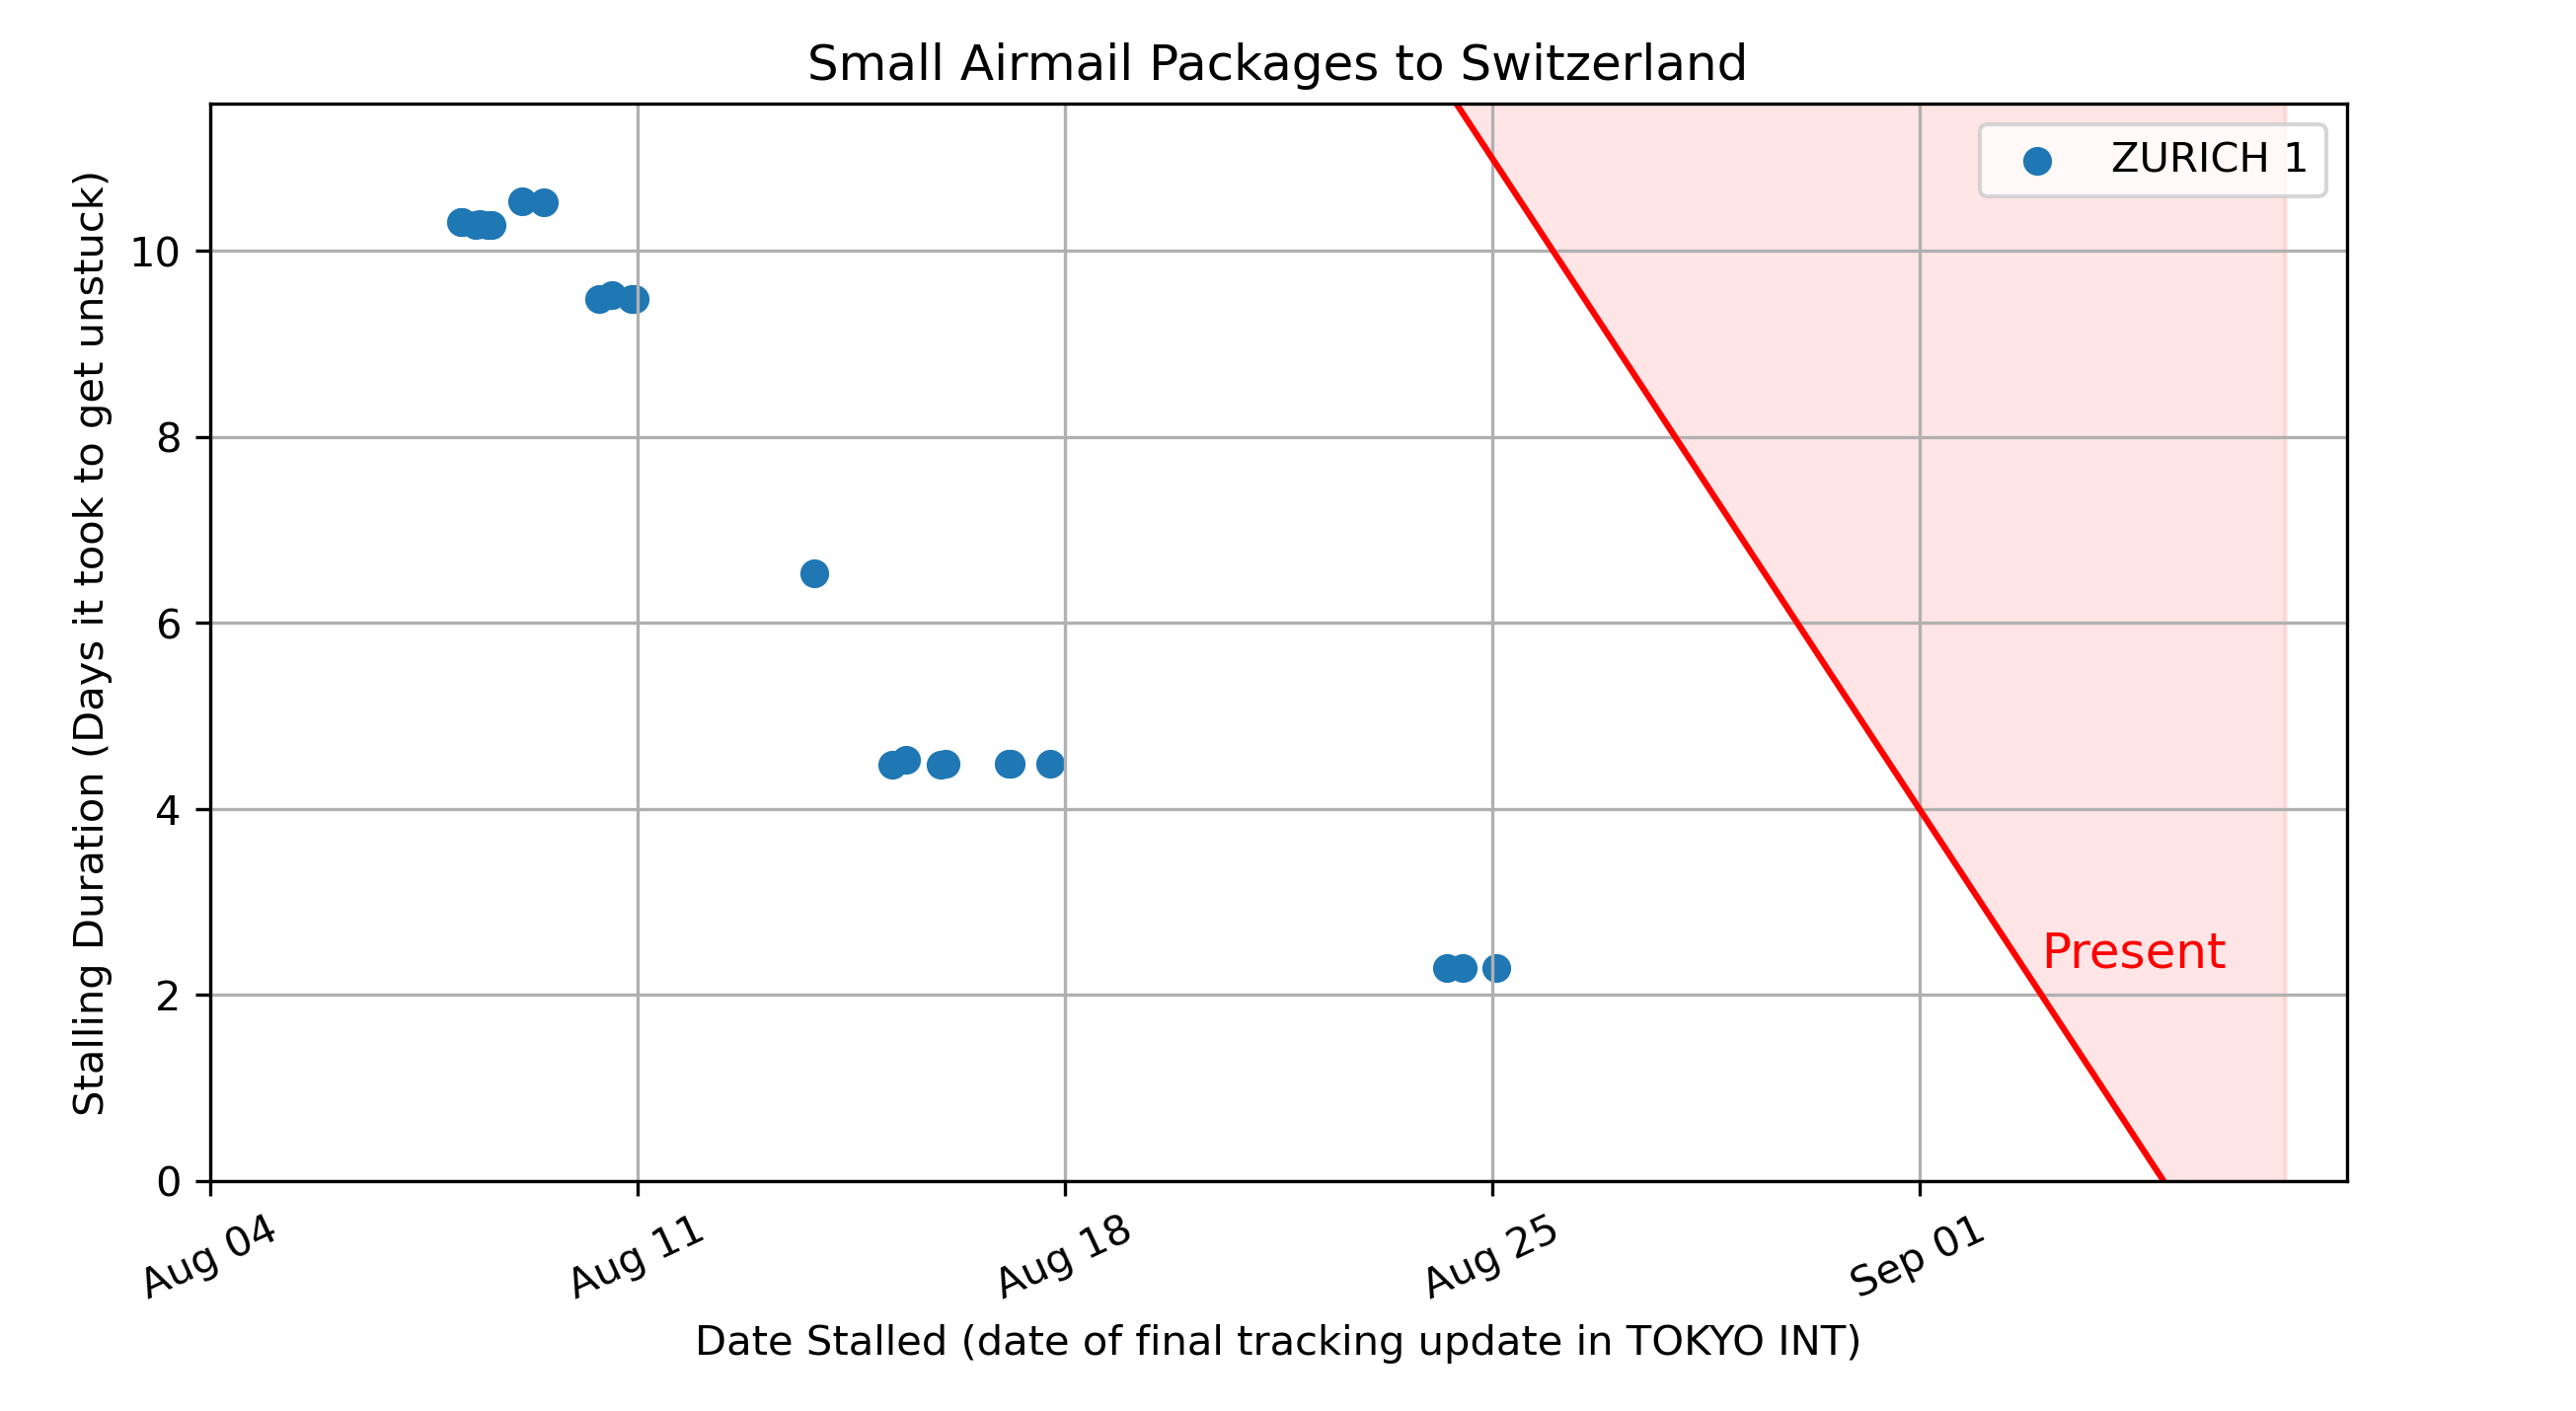 Small Airmail Packages to Switzerland
ZURICH 1
Stalling Duration (Days it took to get unstuck)
10
8
6
4
2
0
Present
Aug 04
Aug 11
Aug 18
Aug 25
Sep 01
Date Stalled (date of final tracking update in TOKYO INT)